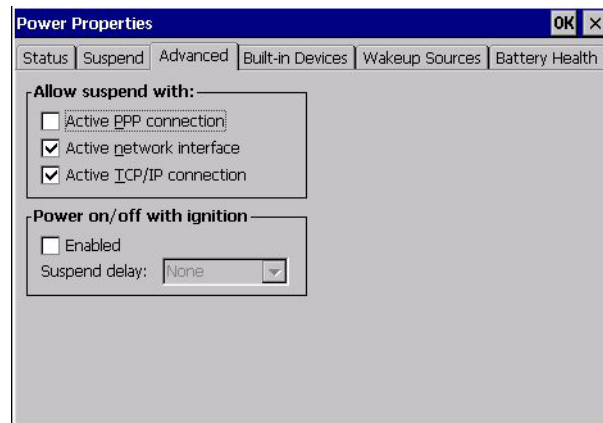 Power Properties OK ×
Status Suspend Advanced Built-in Devices Wakeup Sources Battery Health
Allow suspend with:
Active PPP connection
Active network interface
Active TCP/IP connection
Power on/off with ignition
Enabled
Suspend delay: None